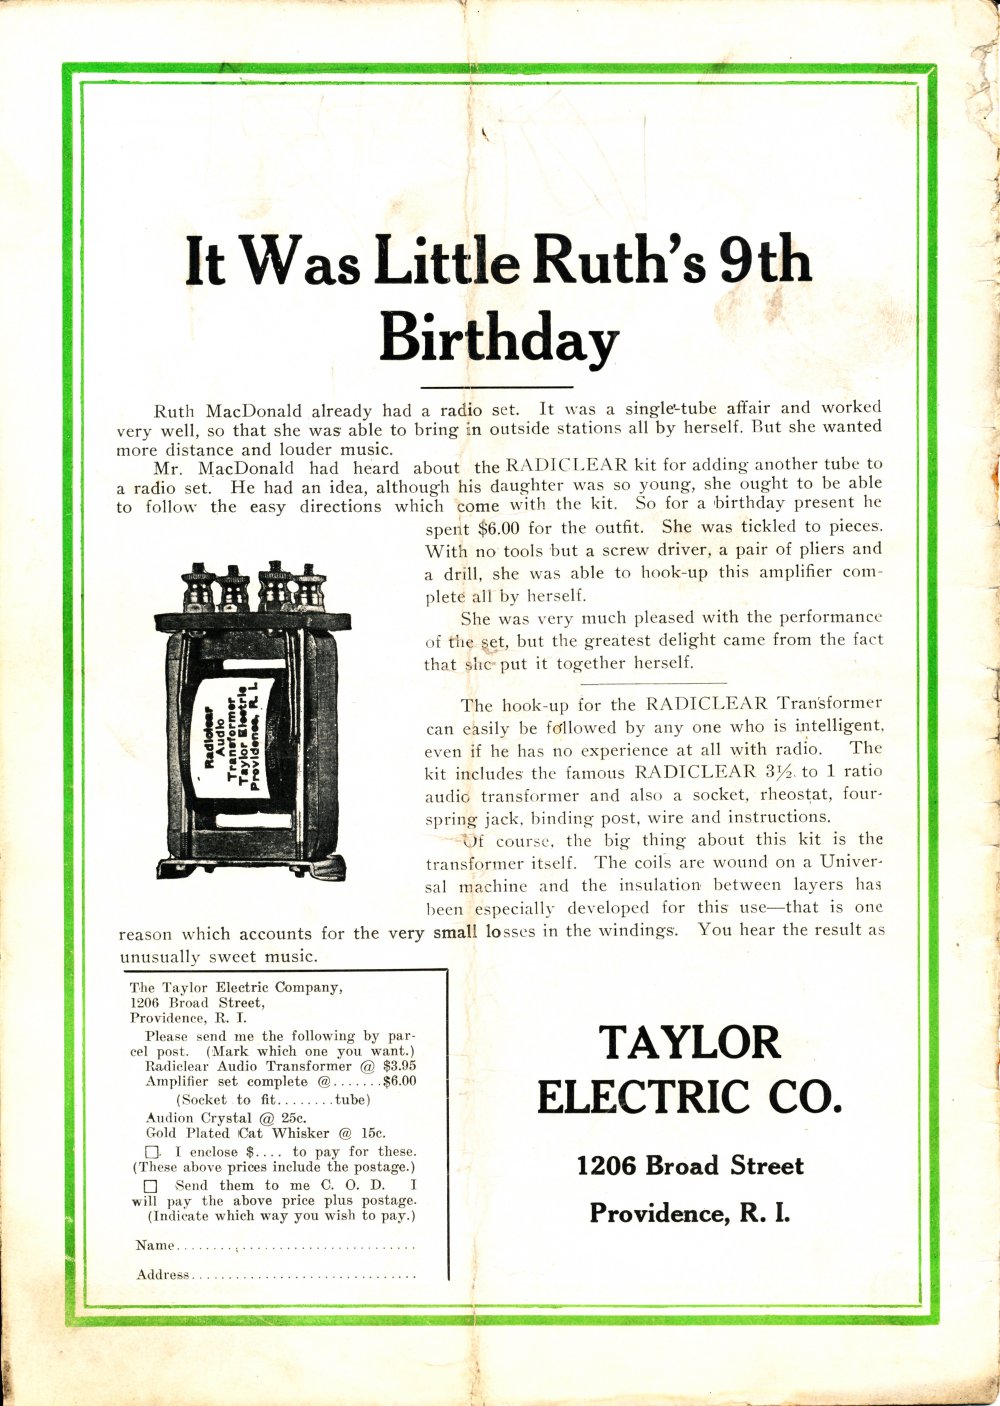 It Was Little Ruth's 9th
Birthday
Ruth MacDonald already had a radio set. It was a single-tube affair and worked
very well, so that she was able to bring in outside stations all by herself. But she wanted
more distance and louder music.
Mr. MacDonald had heard about the RADICLEAR kit for adding another tube to
a radio set. He had an idea, although his daughter was so young, she ought to be able
to follow the easy directions which come with the kit. So for a birthday present he
spent $6.00 for the outfit. She was tickled to pieces.
With no tools but a screw driver, a pair of pliers and
a drill, she was able to hook-up this amplifier com-
plete all by herself.
She was very much pleased with the performance
of the set, but the greatest delight came from the fact
that she put it together herself.
Radiclear
Audio
Transformer
Taylor Electric
Providence, R. I.
The hook-up for the RADICLEAR Transformer
can easily be followed by any one who is intelligent,
even if he has no experience at all with radio. The
kit includes the famous RADICLEAR 3½ to 1 ratio
audio transformer and also a socket, rheostat, four-
spring jack, binding post, wire and instructions.
Of course, the big thing about this kit is the
transformer itself. The coils are wound on a Univer-
sal machine and the insulation between layers has
been especially developed for this use—that is one
reason which accounts for the very small losses in the windings. You hear the result as
unusually sweet music.
The Taylor Electric Company,
1206 Broad Street,
Providence, R. I.
Please send me the following by par-
cel post. (Mark which one you want.)
Radiclear Audio Transformer @ $3.95
Amplifier set complete @.......$6.00
(Socket to fit........tube)
Audion Crystal @ 25c.
Gold Plated Cat Whisker @ 15c.
☐ I enclose $.... to pay for these.
(These above prices include the postage.)
☐ Send them to me C. O. D. I
will pay the above price plus postage.
(Indicate which way you wish to pay.)
Name.................................
Address...............................
TAYLOR
ELECTRIC CO.
1206 Broad Street
Providence, R. I.